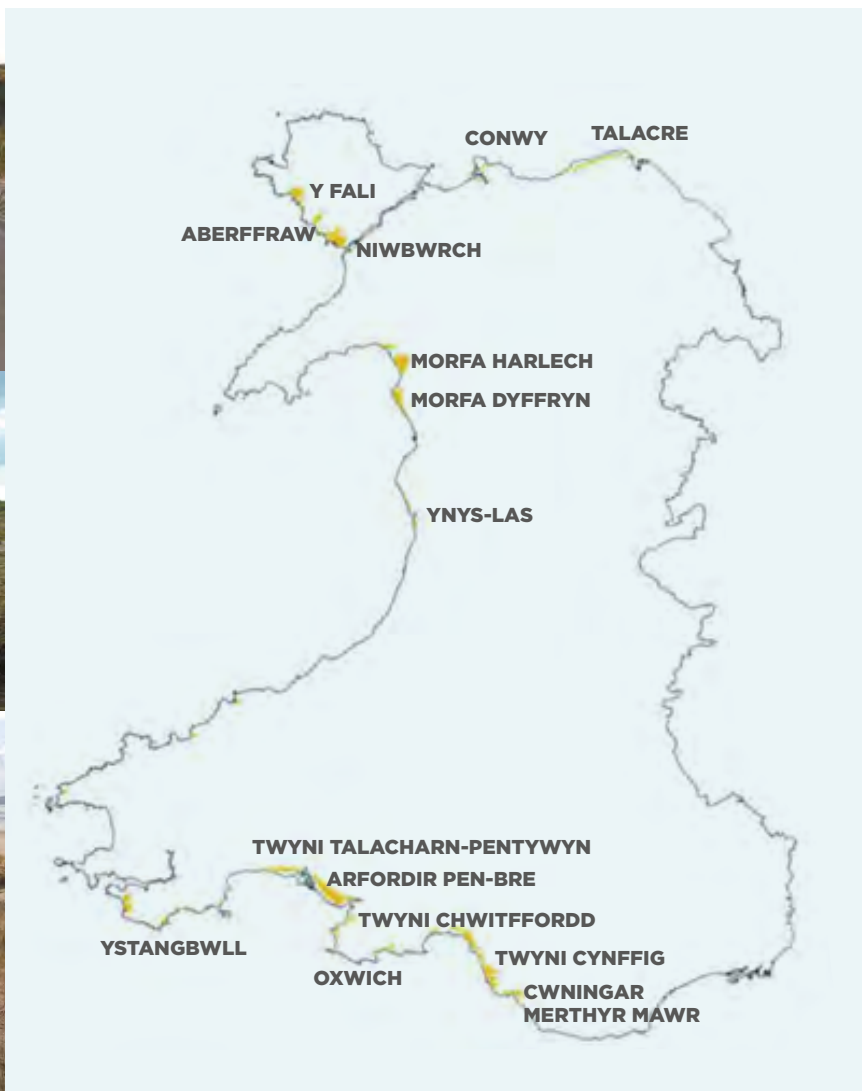 CONWY
TALACRE
Y FALI
ABERFFRAW
NIWBWRCH
MORFA HARLECH
MORFA DYFFRYN
YNYS-LAS
TWYNI TALACHARN-PENTYWYN
ARFORDIR PEN-BRE
TWYNI CHWITFFORDD
YSTANGBWLL
OXWICH
TWYNI CYNFFIG
CWNINGAR
MERTHYR MAWR